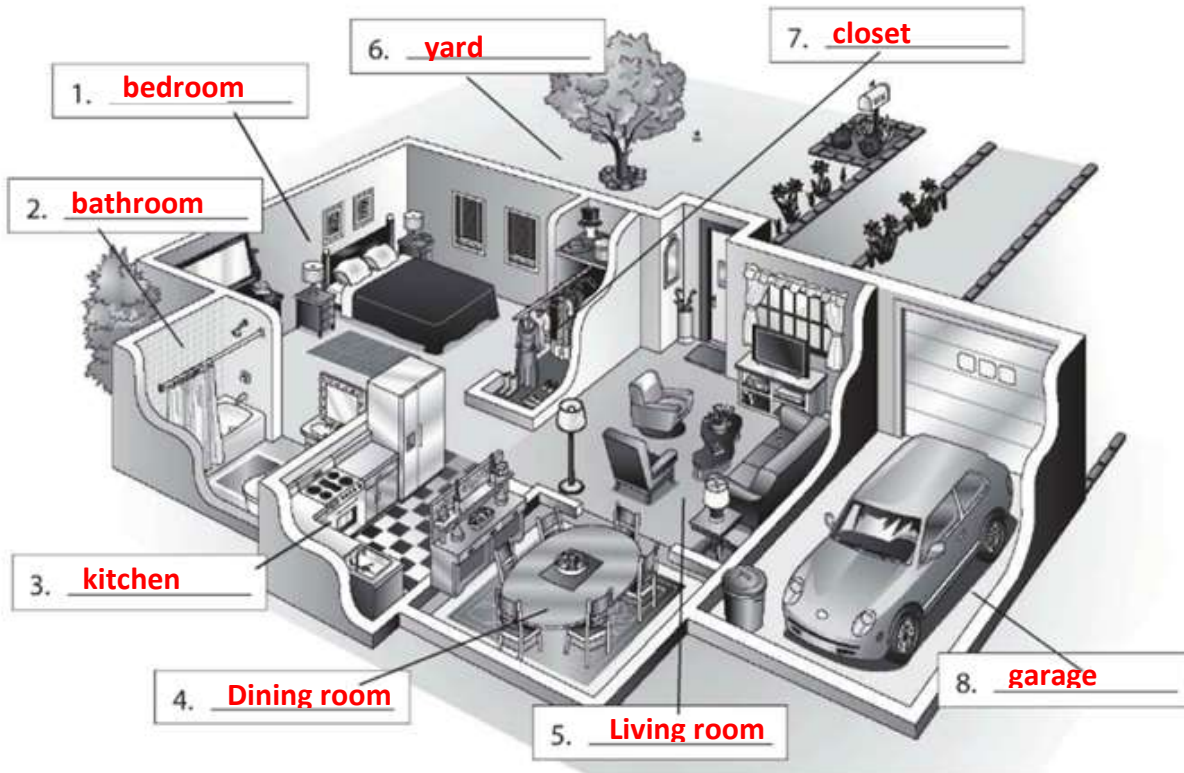 1. bedroom
2. bathroom
3. kitchen
4. Dining room
5. Living room
6. yard
7. closet
8. garage